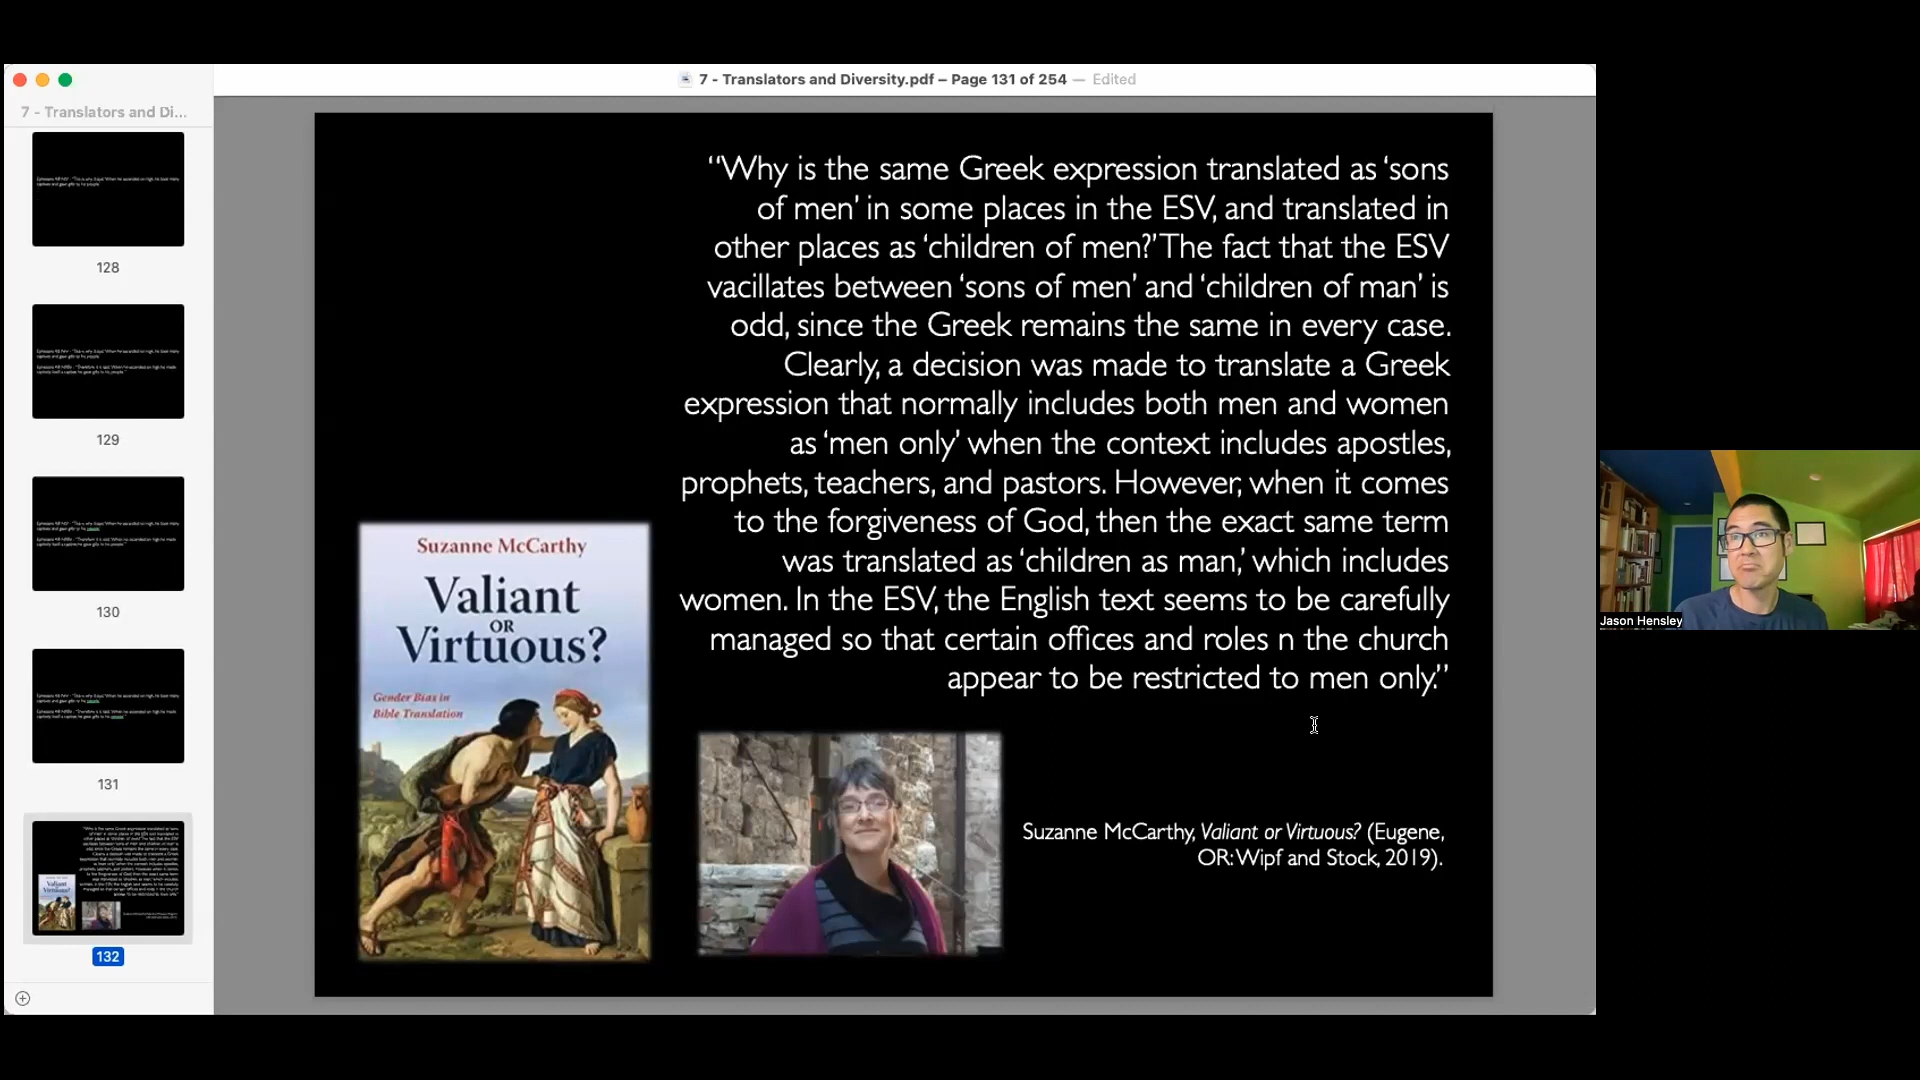 7 - Translators and Diversity.pdf – Page 131 of 254 — Edited
7 - Translators and Di...
128
129
130
131
132
“Why is the same Greek expression translated as ‘sons
of men’ in some places in the ESV, and translated in
other places as ‘children of men?’ The fact that the ESV
vacillates between ‘sons of men’ and ‘children of man’ is
odd, since the Greek remains the same in every case.
Clearly, a decision was made to translate a Greek
expression that normally includes both men and women
as ‘men only’ when the context includes apostles,
prophets, teachers, and pastors. However, when it comes
to the forgiveness of God, then the exact same term
was translated as ‘children as man,’ which includes
women. In the ESV, the English text seems to be carefully
managed so that certain offices and roles n the church
appear to be restricted to men only.”
Suzanne McCarthy
Valiant
OR
Virtuous?
Gender Bias in
Bible Translation
Suzanne McCarthy, Valiant or Virtuous? (Eugene,
OR: Wipf and Stock, 2019).
Jason Hensley